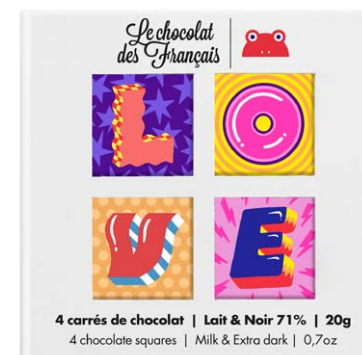 Le chocolat
des Français
L O
V E
4 carrés de chocolat | Lait & Noir 71% | 20g
4 chocolate squares | Milk & Extra dark | 0,7oz